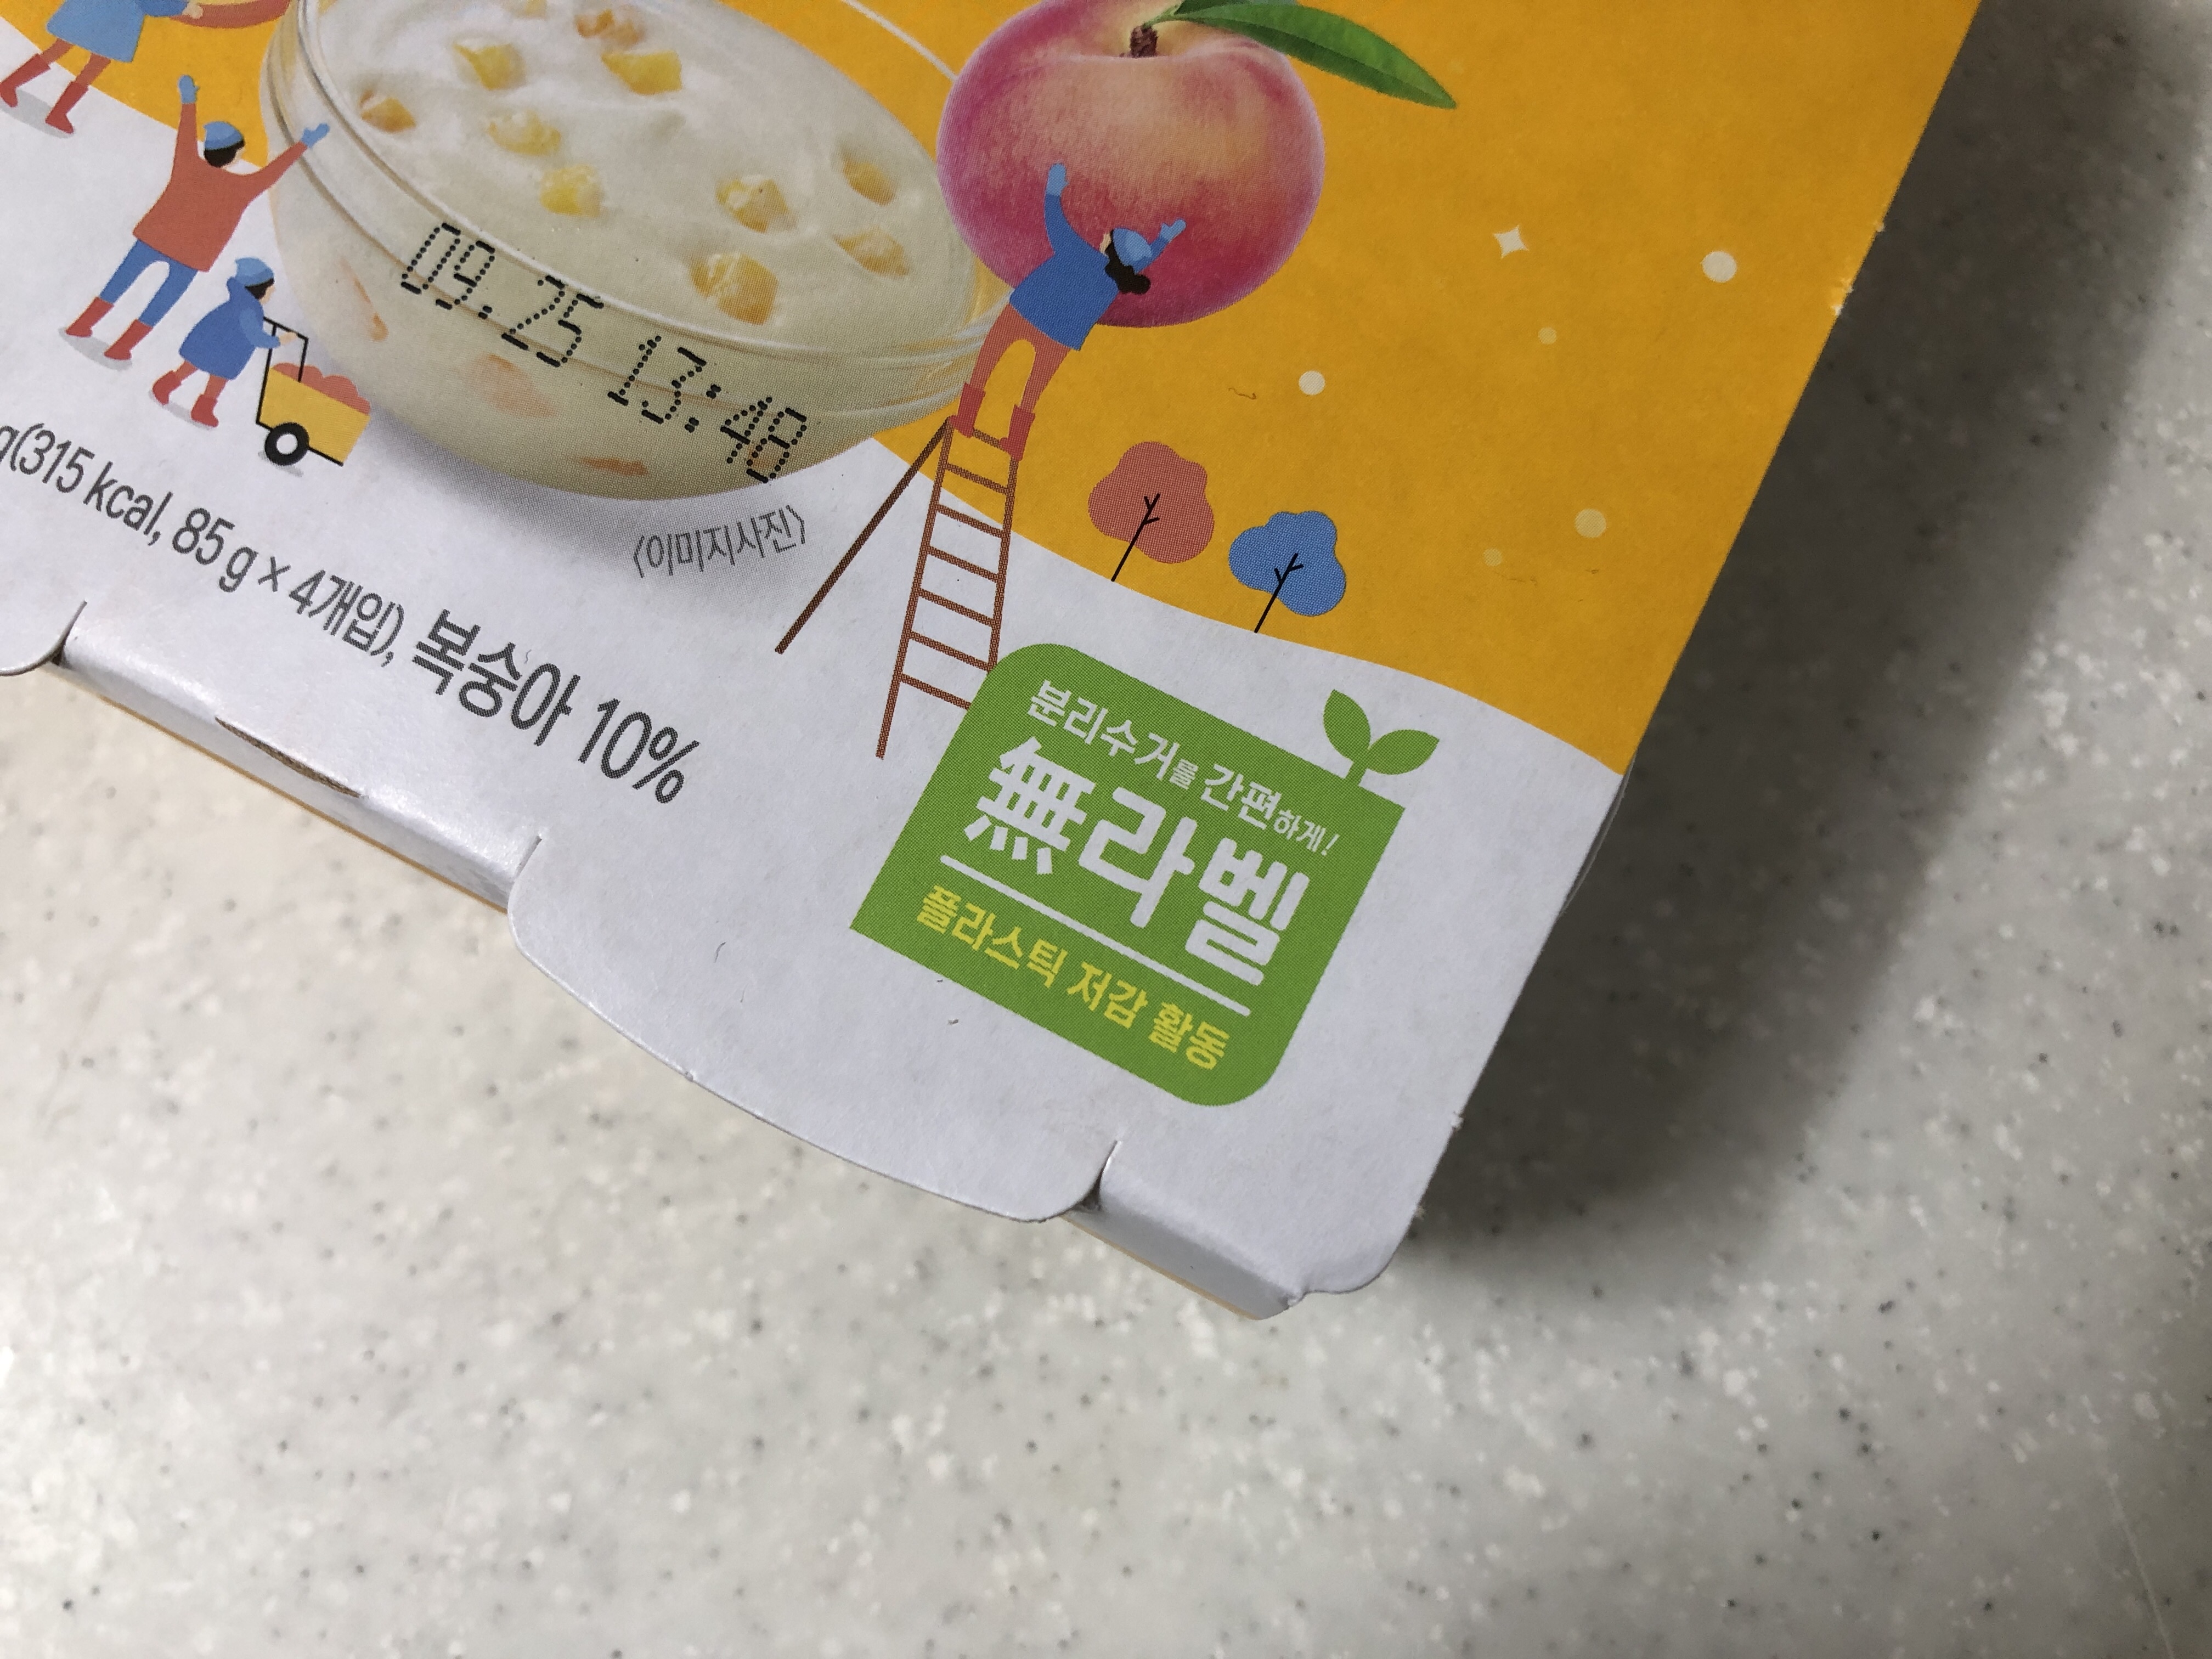 09.25 13:48
〈이미지사진〉
g(315 kcal, 85 g × 4개입), 복숭아 10%
분리수거를 간편하게!
無라벨
플라스틱 저감 활동